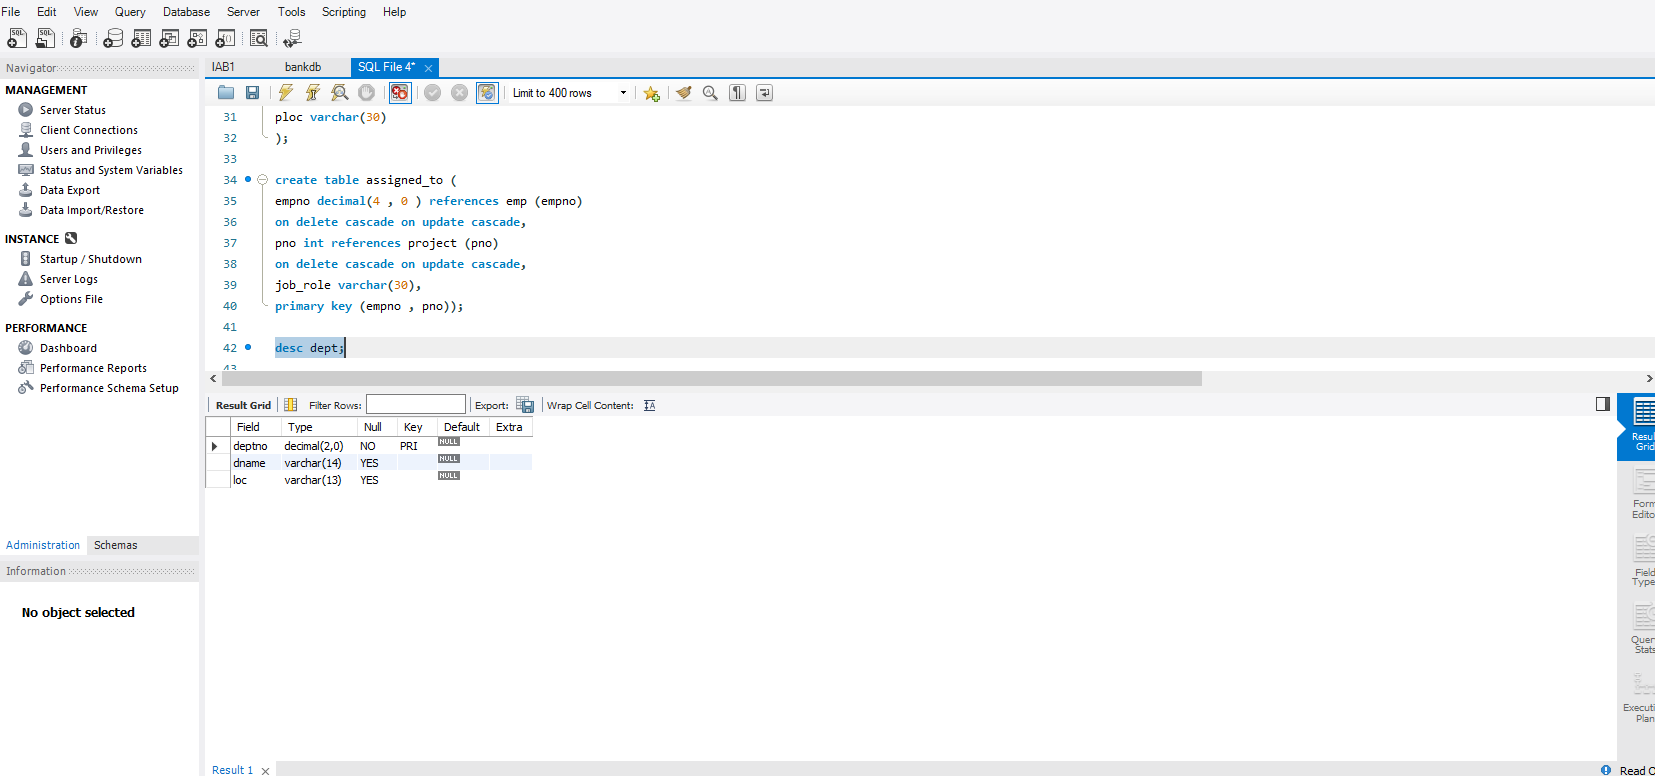 File Edit View Query Database Server Tools Scripting Help
Navigator
MANAGEMENT
Server Status
Client Connections
Users and Privileges
Status and System Variables
Data Export
Data Import/Restore
INSTANCE
Startup / Shutdown
Server Logs
Options File
PERFORMANCE
Dashboard
Performance Reports
Performance Schema Setup
Administration Schemas
Information
No object selected
IAB1 bankdb SQL File 4* ×
Limit to 400 rows
31 ploc varchar(30)
32 );
33
34 create table assigned_to (
35 empno decimal(4 , 0 ) references emp (empno)
36 on delete cascade on update cascade,
37 pno int references project (pno)
38 on delete cascade on update cascade,
39 job_role varchar(30),
40 primary key (empno , pno));
41
42 desc dept;
43
Result Grid Filter Rows: Export: Wrap Cell Content: IA
Field Type Null Key Default Extra
deptno decimal(2,0) NO PRI NULL
dname varchar(14) YES NULL
loc varchar(13) YES NULL
Resul
Grid
Form
Edito
Field
Type
Quer
Stats
Executi
Plan
Result 1 ×
Read O